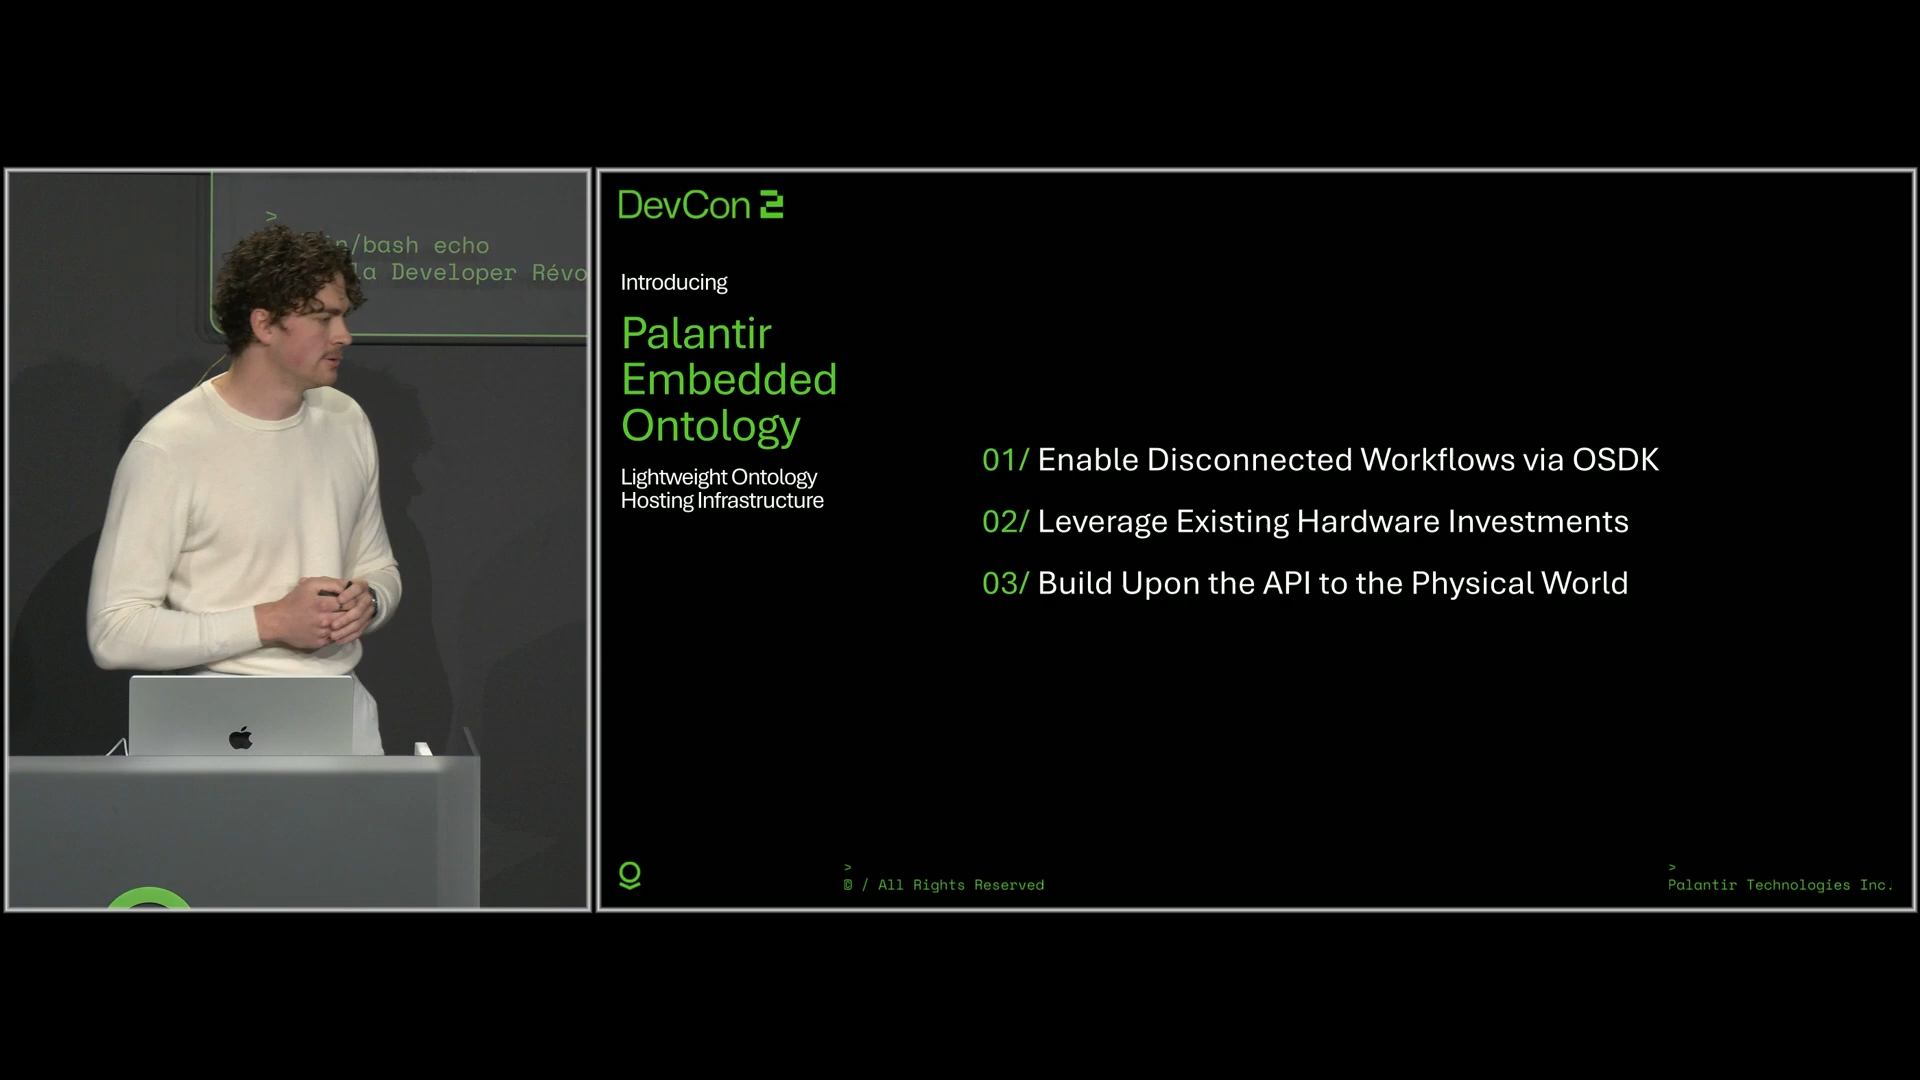 >
/bash echo
la Developer Révo
DevCon 2
Introducing
Palantir
Embedded
Ontology
Lightweight Ontology
Hosting Infrastructure
01/ Enable Disconnected Workflows via OSDK
02/ Leverage Existing Hardware Investments
03/ Build Upon the API to the Physical World
>
© / All Rights Reserved
>
Palantir Technologies Inc.